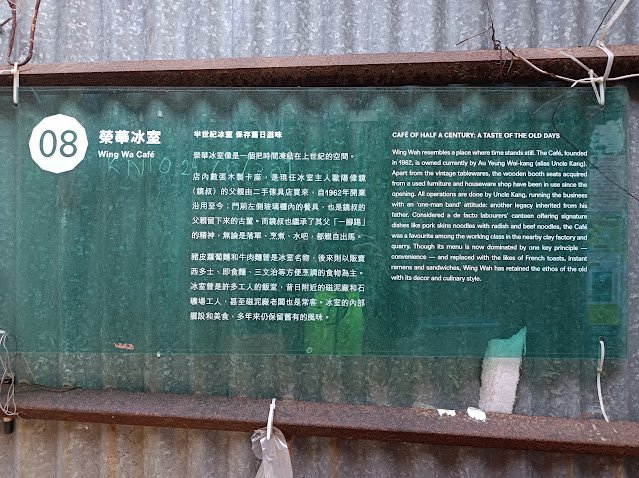 08
榮華冰室
Wing Wa Café
半世紀冰室 保存舊日滋味
榮華冰室像是一個把時間凍結在上世紀的空間。
店內數張木製卡座，是現任冰室主人歐陽偉鏡
（鏡叔）的父親由二手傢具店買來，自1962年開業
沿用至今；門前左側玻璃櫃內的餐具，也是鏡叔的
父親留下來的古董。而鏡叔也繼承了其父「一腳踢」
的精神，無論是落單、烹煮、水吧，都親自出馬。
豬皮蘿蔔麵和牛肉麵曾是冰室名物，後來則以販賣
西多士、即食麵、三文治等方便烹調的食物為主。
冰室曾是許多工人的飯堂，昔日附近的磁泥廠和石
礦場工人，甚至磁泥廠老闆也是常客。冰室的內部
擺設和美食，多年來仍保留舊有的風味。
CAFÉ OF HALF A CENTURY: A TASTE OF THE OLD DAYS
Wing Wah resembles a place where time stands still. The Café, founded
in 1962, is owned currently by Au Yeung Wai-kang (alias Uncle Kang).
Apart from the vintage tablewares, the wooden booth seats acquired
from a used furniture and houseware shop have been in use since the
opening. All operations are done by Uncle Kang, running the business
with an 'one-man band' attitude: another legacy inherited from his
father. Considered a de facto labourers' canteen offering signature
dishes like pork skins noodles with radish and beef noodles, the Café
was a favourite among the working class in the nearby clay factory and
quarry. Though its menu is now dominated by one key principle —
convenience — and replaced with the likes of French toasts, instant
ramens and sandwiches, Wing Wah has retained the ethos of the old
with its decor and culinary style.